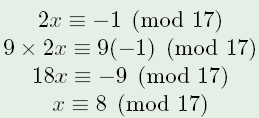 2x ≡ −1 (mod 17)
9 × 2x ≡ 9(−1) (mod 17)
18x ≡ −9 (mod 17)
x ≡ 8 (mod 17)